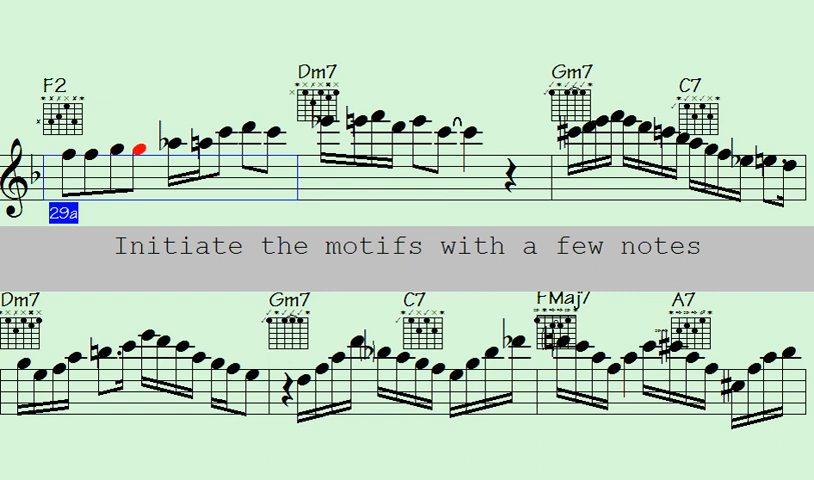 F2 Dm7 Gm7 C7
29a
Initiate the motifs with a few notes
Dm7 Gm7 C7 FMaj7 A7